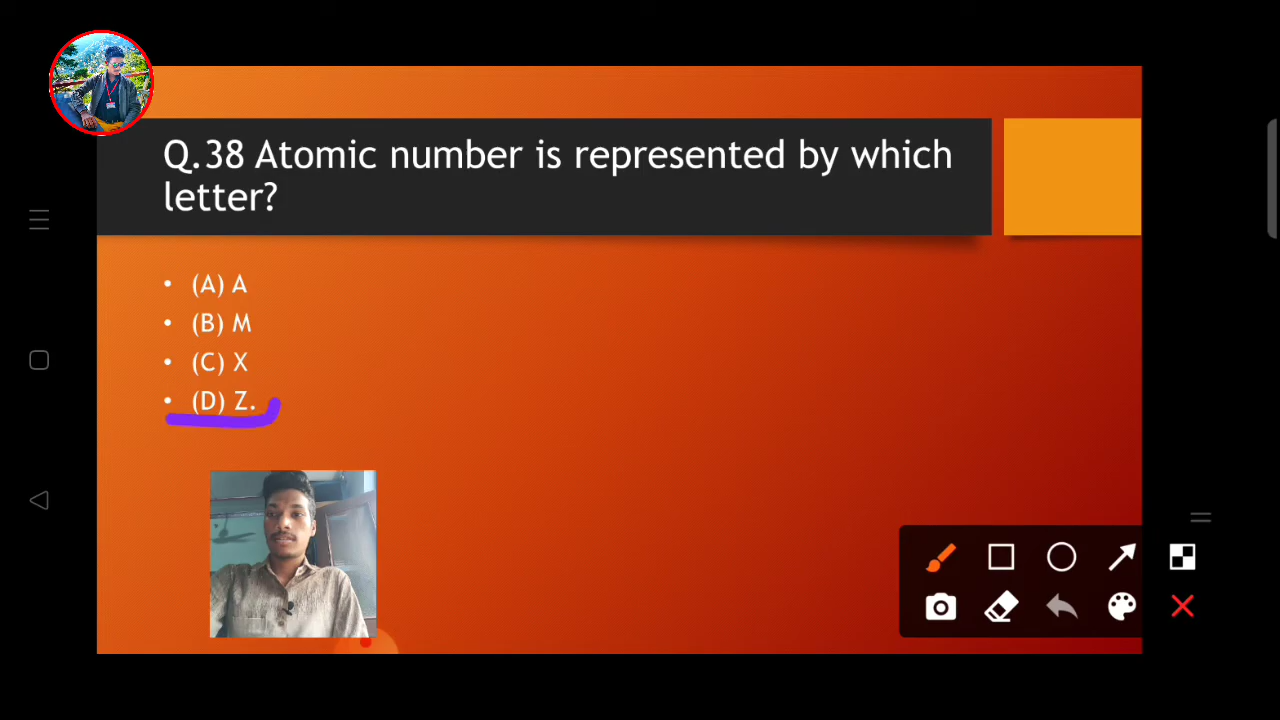 Q.38 Atomic number is represented by which
letter?
• (A) A
• (B) M
• (C) X
• (D) Z.